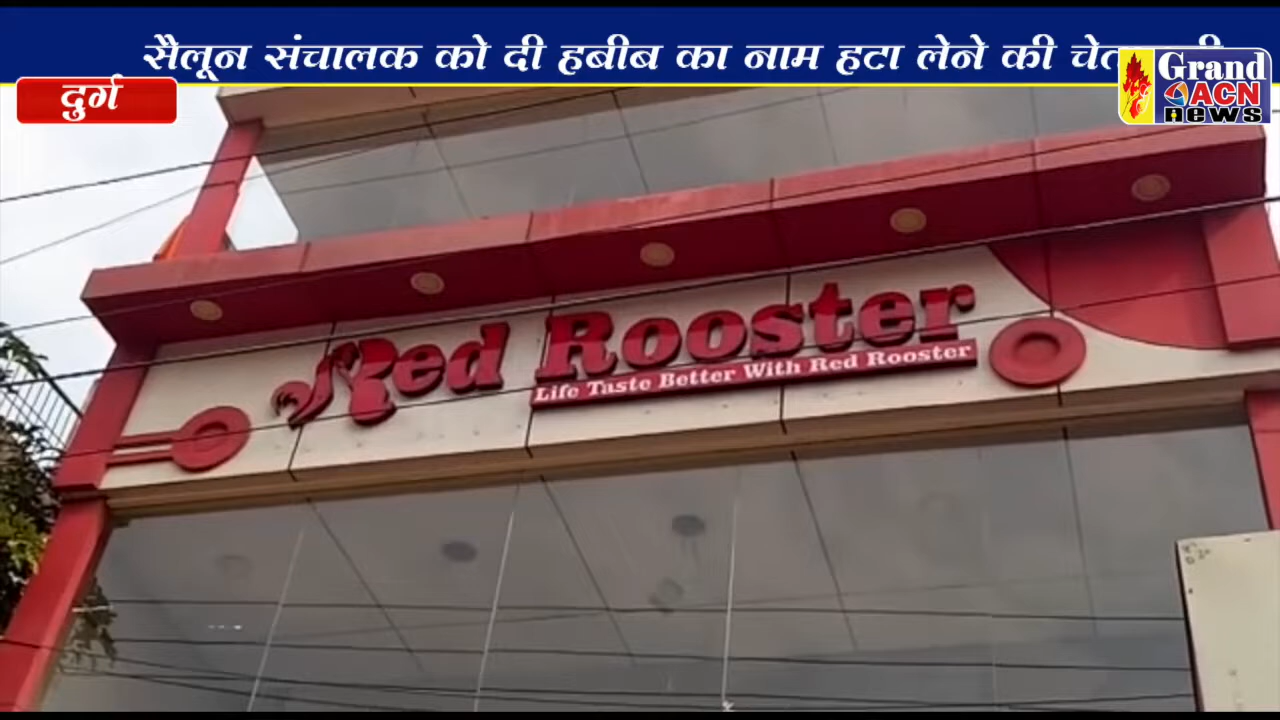 सैलून संचालक को दी हबीब का नाम हटा लेने की
दुर्ग
Grand
ACN
news
Red Rooster
Life Taste Better With Red Rooster